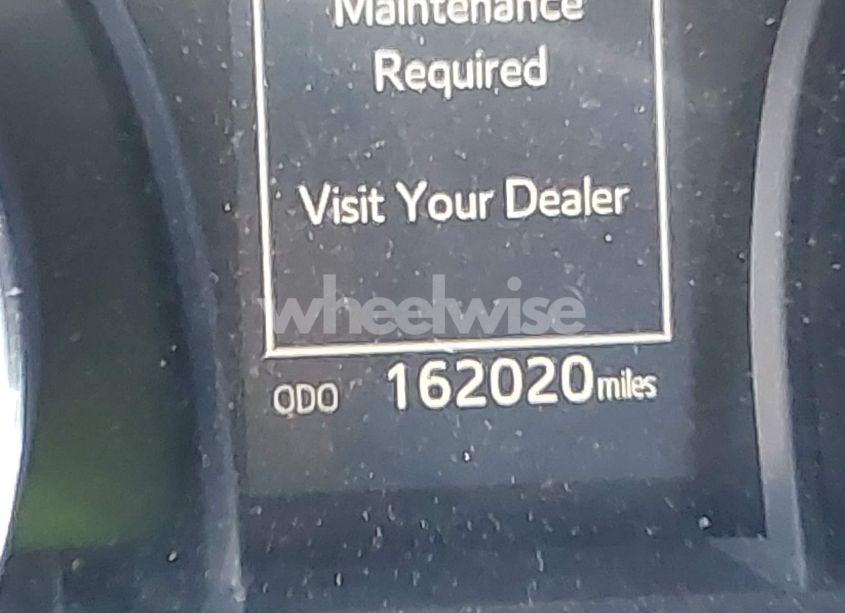 Maintenance
Required
Visit Your Dealer
wheelwise
ODO 162020 miles